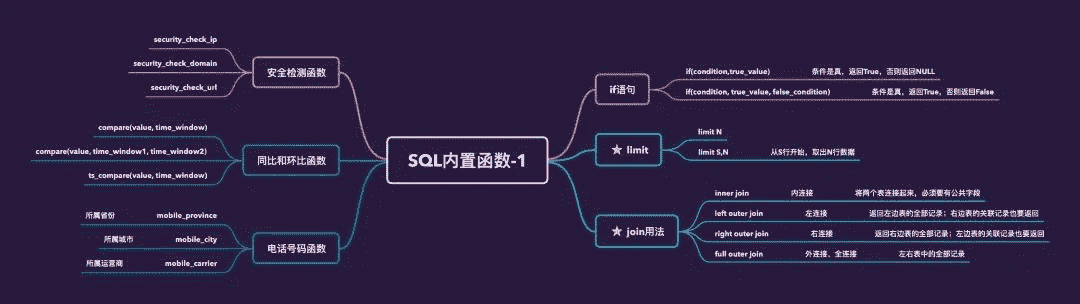 SQL内置函数-1
安全检测函数
security_check_ip
security_check_domain
security_check_url
同比和环比函数
compare(value, time_window)
compare(value, time_window1, time_window2)
ts_compare(value, time_window)
电话号码函数
所属省份 mobile_province
所属城市 mobile_city
所属运营商 mobile_carrier
if语句
if(condition,true_value) 条件是真，返回True，否则返回NULL
if(condition, true_value, false_condition) 条件是真，返回True，否则返回False
★ limit
limit N
limit S,N 从S行开始，取出N行数据
★ join用法
inner join 内连接 将两个表连接起来，必须要有公共字段
left outer join 左连接 返回左边表的全部记录；右边表的关联记录也要返回
right outer join 右连接 返回右边表的全部记录；左边表的关联记录也要返回
full outer join 外连接、全连接 左右表中的全部记录